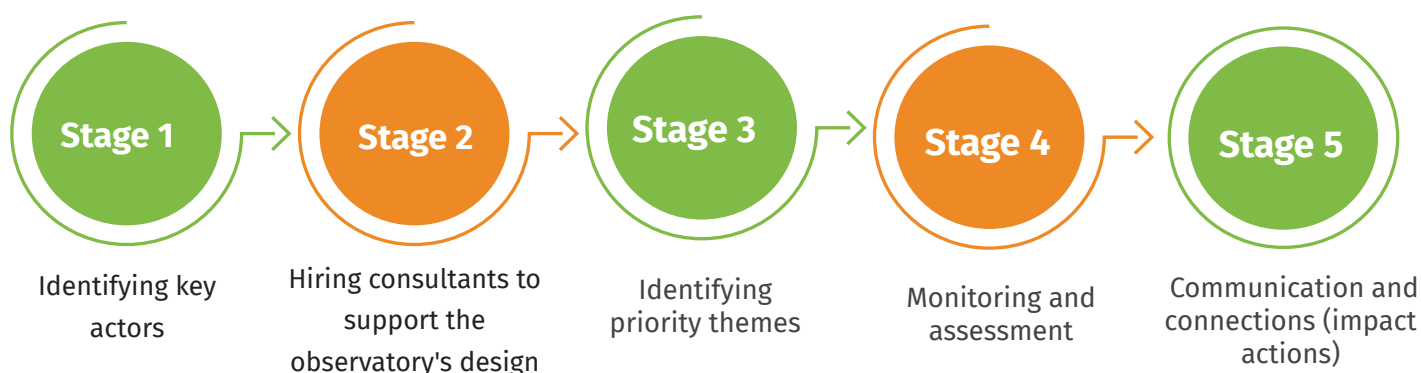 Stage 1
Stage 2
Stage 3
Stage 4
Stage 5
Identifying key
actors
Hiring consultants to
support the
observatory's design
Identifying
priority themes
Monitoring and
assessment
Communication and
connections (impact
actions)